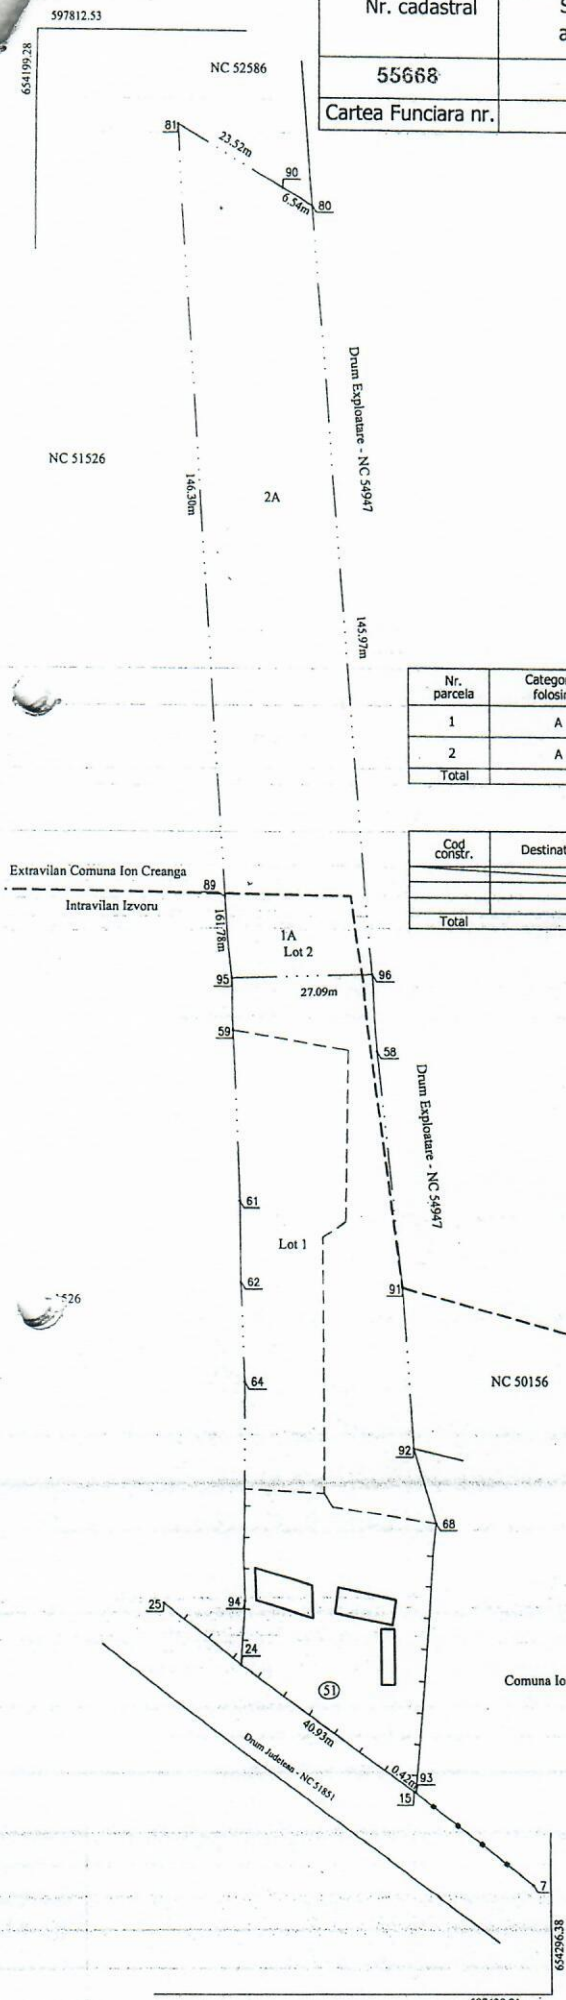 597812.53
Nr. cadastral
654199.28
NC 52586
55668
Cartea Funciara nr.
81
23.52m
90
6.54m
80
Drum Exploatare - NC 54947
NC 51526
146.30m
2A
145.97m
Nr. parcela
1 A
2 A
Total
Cod constr.
Total
Extravilan Comuna Ion Creanga
89
Intravilan Izvoru
161.78m
1A
Lot 2
95
96
27.09m
59
58
Drum Exploatare - NC 54947
61
Lot 1
62
91
64
NC 50156
92
68
25
94
24
51
Comuna
40.93m
Drum Judetean - NC 51851
0.42m
93
15
7
654296.38